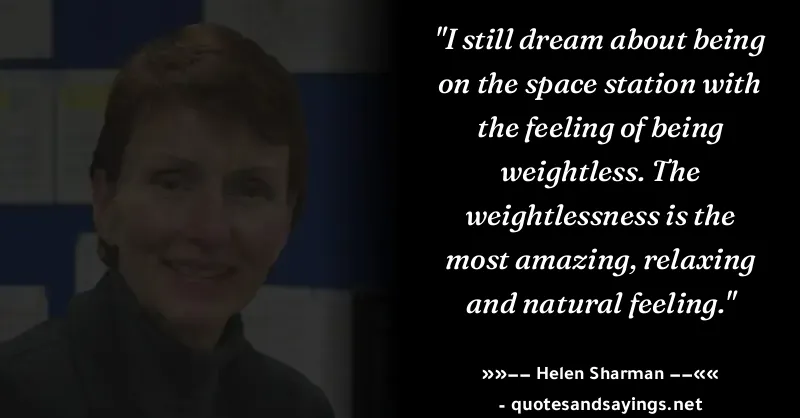 "I still dream about being
on the space station with
the feeling of being
weightless. The
weightlessness is the
most amazing, relaxing
and natural feeling."
»»–– Helen Sharman ––««
- quotesandsayings.net